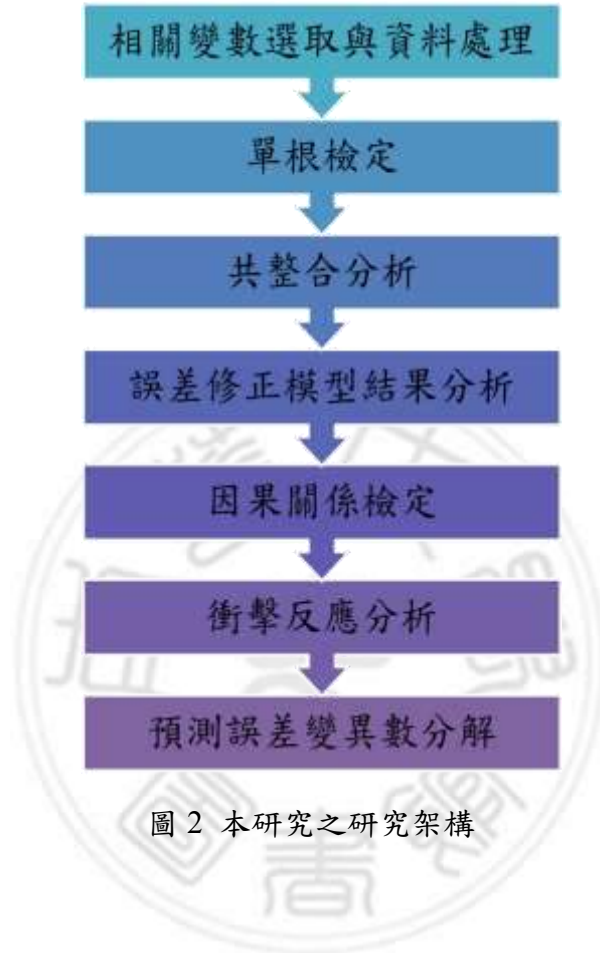 相關變數選取與資料處理
單根檢定
共整合分析
誤差修正模型結果分析
因果關係檢定
衝擊反應分析
預測誤差變異數分解
圖 2 本研究之研究架構